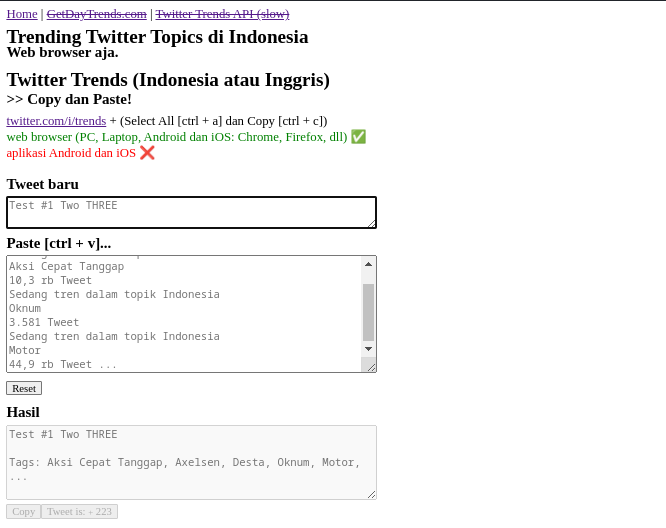 Home | GetDayTrends.com | Twitter Trends API (slow)
Trending Twitter Topics di Indonesia
Web browser aja.
Twitter Trends (Indonesia atau Inggris)
>> Copy dan Paste!
twitter.com/i/trends + (Select All [ctrl + a] dan Copy [ctrl + c])
web browser (PC, Laptop, Android dan iOS: Chrome, Firefox, dll) ✅
aplikasi Android dan iOS ❌
Tweet baru
Test #1 Two THREE
Paste [ctrl + v]...
Aksi Cepat Tanggap
10,3 rb Tweet
Sedang tren dalam topik Indonesia
Oknum
3.581 Tweet
Sedang tren dalam topik Indonesia
Motor
44,9 rb Tweet ...
Reset
Hasil
Test #1 Two THREE
Tags: Aksi Cepat Tanggap, Axelsen, Desta, Oknum, Motor,
...
Copy Tweet is: + 223